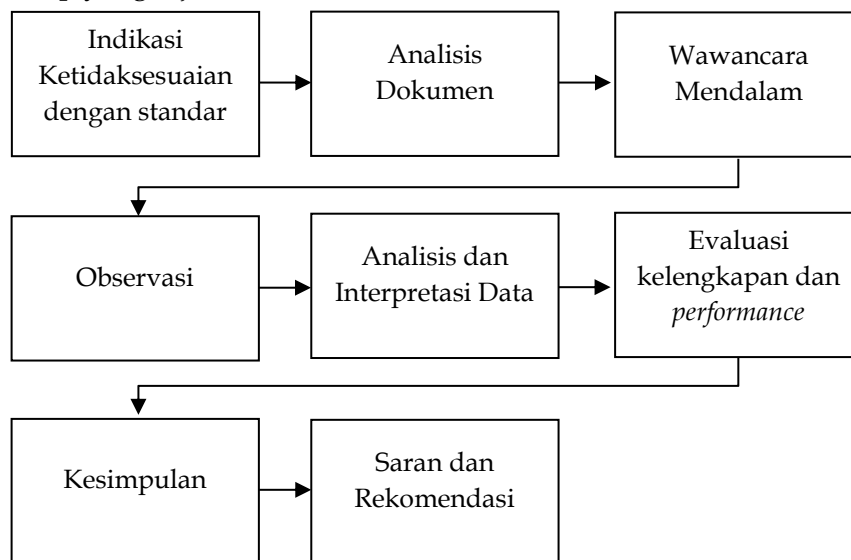 Indikasi
Ketidaksesuaian
dengan standar
Analisis
Dokumen
Wawancara
Mendalam
Observasi
Analisis dan
Interpretasi Data
Evaluasi
kelengkapan dan
performance
Kesimpulan
Saran dan
Rekomendasi